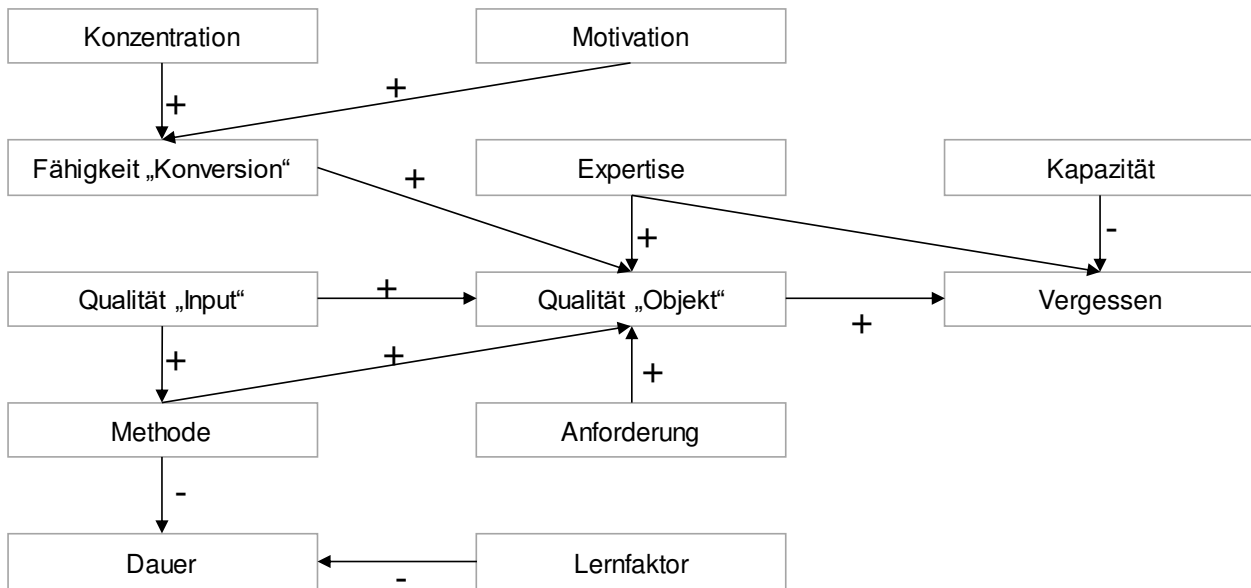 Konzentration
Motivation
+
+
Fähigkeit „Konversion“
Expertise
Kapazität
+
+
-
Qualität „Input“
+
Qualität „Objekt“
+
Vergessen
+
+
+
Methode
Anforderung
-
Dauer
-
Lernfaktor